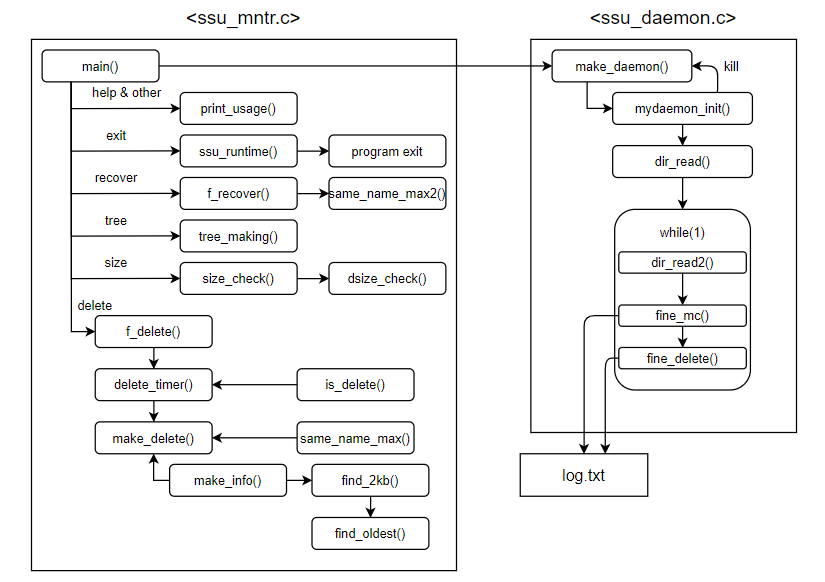 <ssu_mntr.c>
main()
help & other
print_usage()
exit
ssu_runtime()
program exit
recover
f_recover()
same_name_max2()
tree
tree_making()
size
size_check()
dsize_check()
delete
f_delete()
delete_timer()
is_delete()
make_delete()
same_name_max()
make_info()
find_2kb()
find_oldest()
<ssu_daemon.c>
make_daemon()
kill
mydaemon_init()
dir_read()
while(1)
dir_read2()
fine_mc()
fine_delete()
log.txt